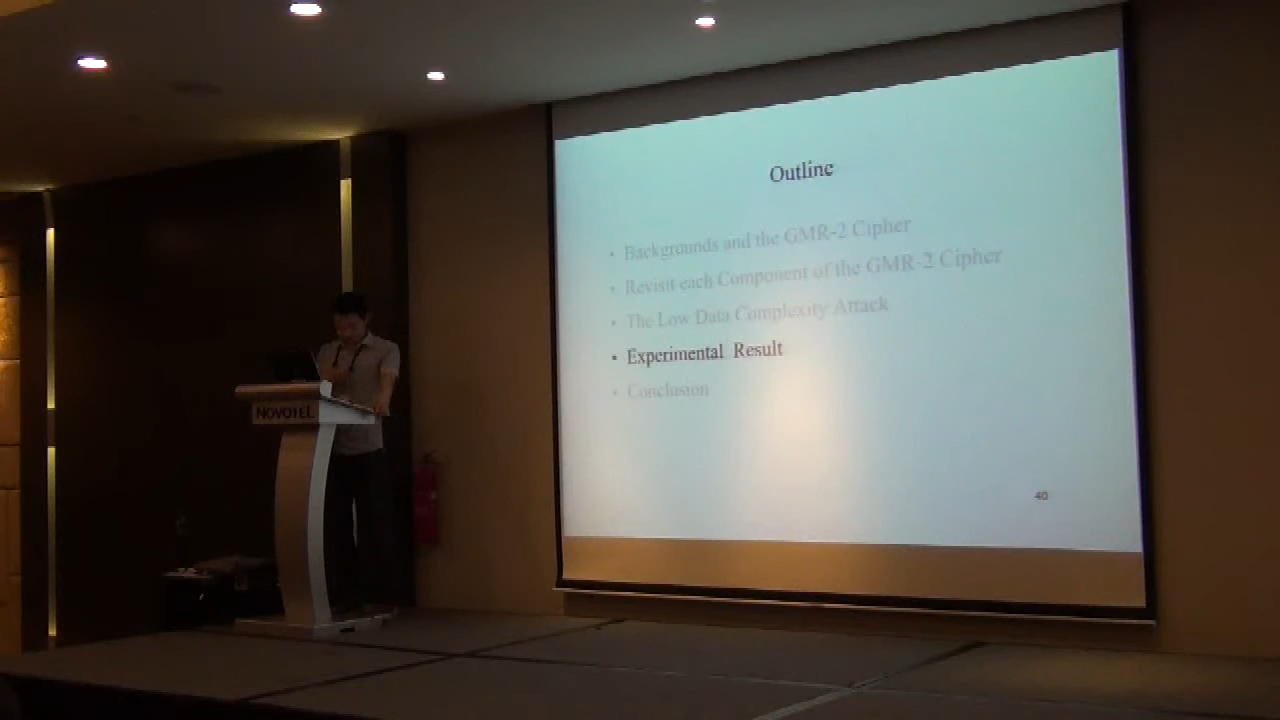 Outline
• Backgrounds and the GMR-2 Cipher
• Revisit each Component of the GMR-2 Cipher
• The Low Data Complexity Attack
• Experimental Result
• Conclusion
40
NOVOTEL